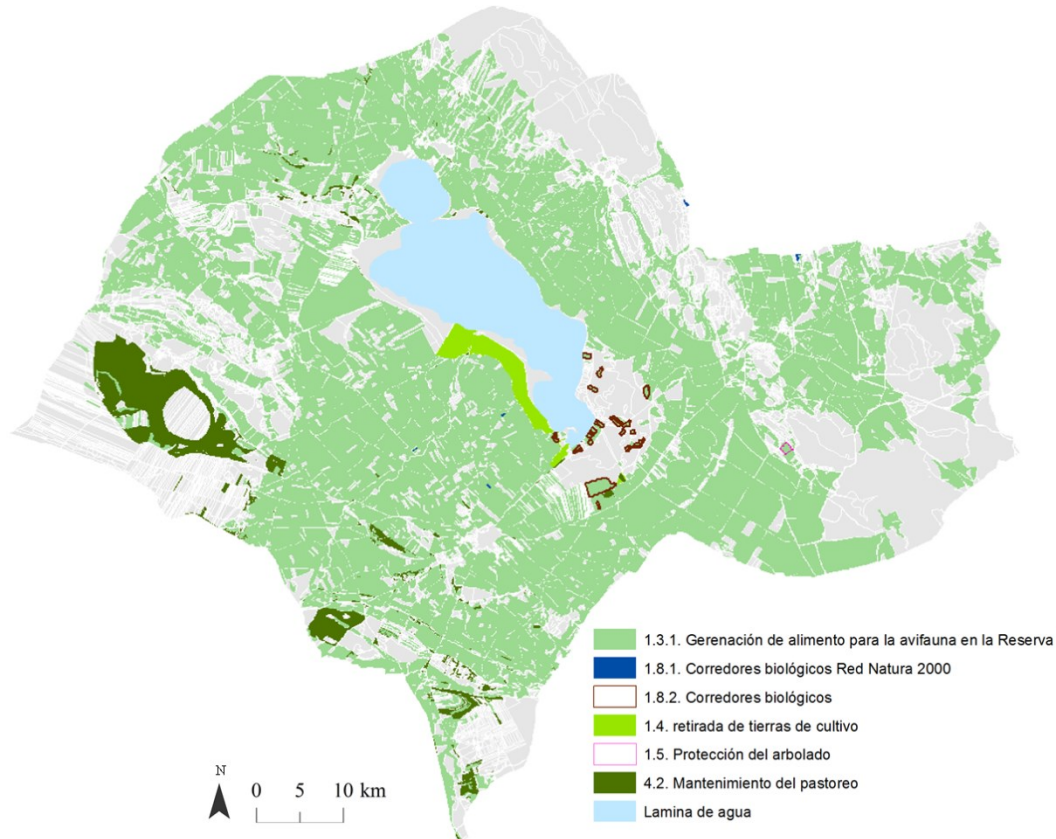 1.3.1. Gerenación de alimento para la avifauna en la Reserva
1.8.1. Corredores biológicos Red Natura 2000
1.8.2. Corredores biológicos
1.4. retirada de tierras de cultivo
1.5. Protección del arbolado
4.2. Mantenimiento del pastoreo
Lamina de agua
N
0 5 10 km